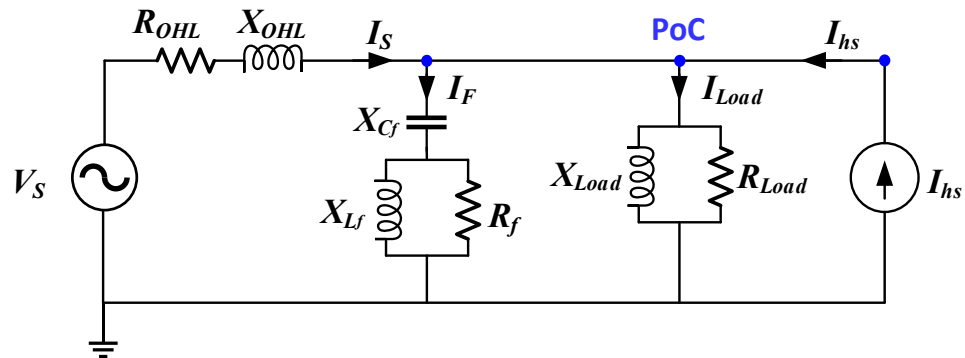 R_OHL X_OHL I_S PoC I_hs
I_F I_Load
X_Cf
V_S X_Lf R_f X_Load R_Load I_hs